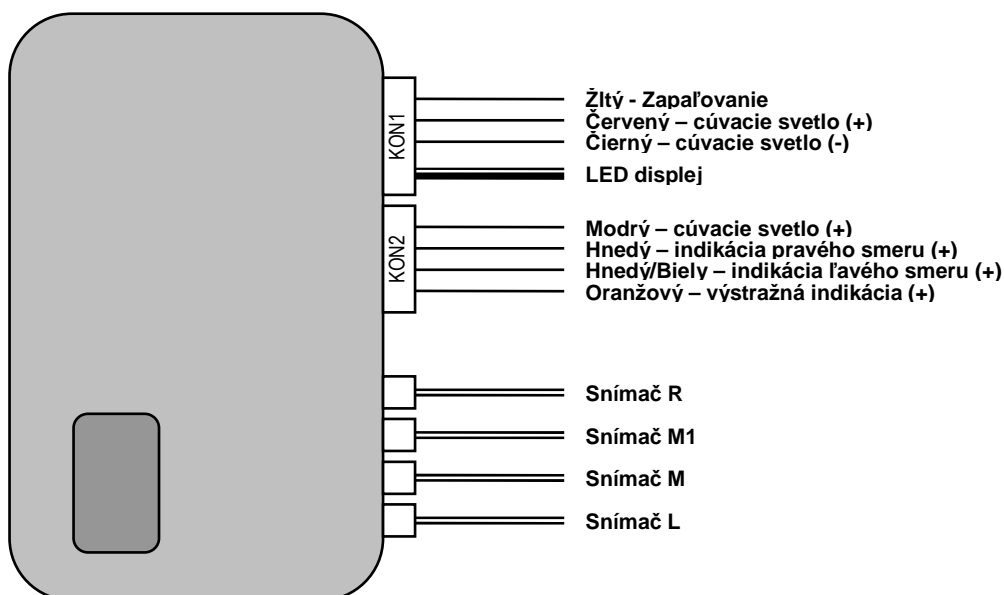 KON1
Žltý - Zapaľovanie
Červený – cúvacie svetlo (+)
Čierný – cúvacie svetlo (-)
LED displej
KON2
Modrý – cúvacie svetlo (+)
Hnedý – indikácia pravého smeru (+)
Hnedý/Biely – indikácia ľavého smeru (+)
Oranžový – výstražná indikácia (+)
Snímač R
Snímač M1
Snímač M
Snímač L